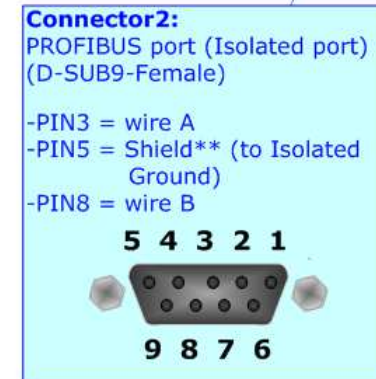 Connector2:
PROFIBUS port (Isolated port)
(D-SUB9-Female)
-PIN3 = wire A
-PIN5 = Shield** (to Isolated
Ground)
-PIN8 = wire B
5 4 3 2 1
9 8 7 6